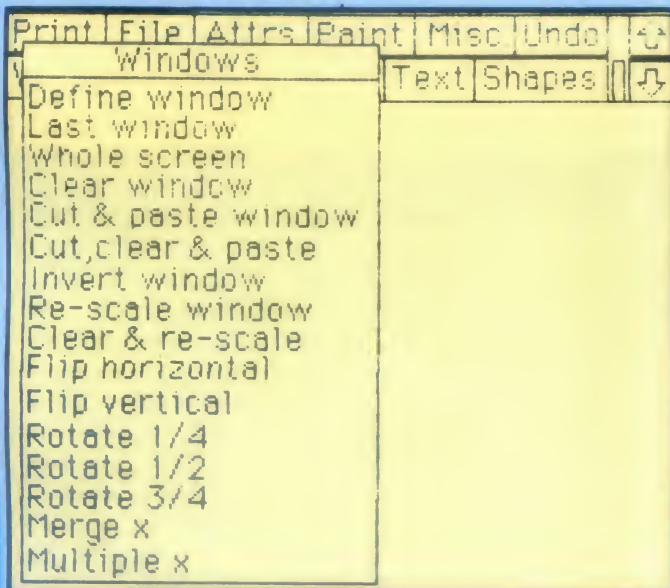 Print File Attrs Paint Misc Undo
Windows
Text Shapes
Define window
Last window
Whole screen
Clear window
Cut & paste window
Cut,clear & paste
Invert window
Re-scale window
Clear & re-scale
Flip horizontal
Flip vertical
Rotate 1/4
Rotate 1/2
Rotate 3/4
Merge x
Multiple x